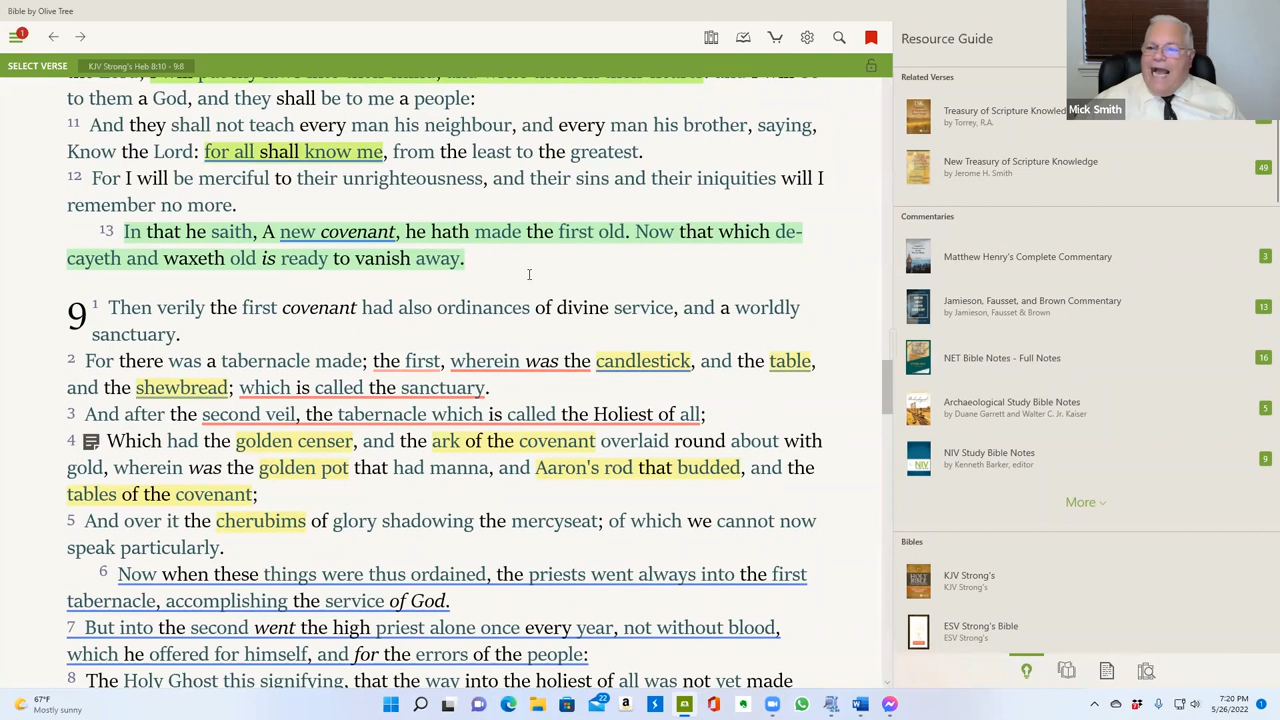 Bible by Olive Tree
1
SELECT VERSE
KJV Strong's Heb 8:10 - 9:8
to them a God, and they shall be to me a people:
11 And they shall not teach every man his neighbour, and every man his brother, saying,
Know the Lord: for all shall know me, from the least to the greatest.
12 For I will be merciful to their unrighteousness, and their sins and their iniquities will I
remember no more.
13 In that he saith, A new covenant, he hath made the first old. Now that which de-
cayeth and waxeth old is ready to vanish away.
9 1 Then verily the first covenant had also ordinances of divine service, and a worldly
sanctuary.
2 For there was a tabernacle made; the first, wherein was the candlestick, and the table,
and the shewbread; which is called the sanctuary.
3 And after the second veil, the tabernacle which is called the Holiest of all;
4 Which had the golden censer, and the ark of the covenant overlaid round about with
gold, wherein was the golden pot that had manna, and Aaron's rod that budded, and the
tables of the covenant;
5 And over it the cherubims of glory shadowing the mercyseat; of which we cannot now
speak particularly.
6 Now when these things were thus ordained, the priests went always into the first
tabernacle, accomplishing the service of God.
7 But into the second went the high priest alone once every year, not without blood,
which he offered for himself, and for the errors of the people:
8 The Holy Ghost this signifying, that the way into the holiest of all was not yet made
Resource Guide
Mick Smith
Related Verses
Treasury of Scripture Knowled
by Torrey, R.A.
New Treasury of Scripture Knowledge
by Jerome H. Smith
49
Commentaries
Matthew Henry's Complete Commentary
3
Jamieson, Fausset, and Brown Commentary
by Jamieson, Fausset & Brown
13
NET Bible Notes - Full Notes
16
Archaeological Study Bible Notes
by Duane Garrett and Walter C. Jr. Kaiser
5
NIV Study Bible Notes
by Kenneth Barker, editor
9
More
Bibles
KJV Strong's
KJV Strong's
ESV Strong's Bible
ESV Strong's
67°F
Mostly sunny
22
7:20 PM
5/26/2022